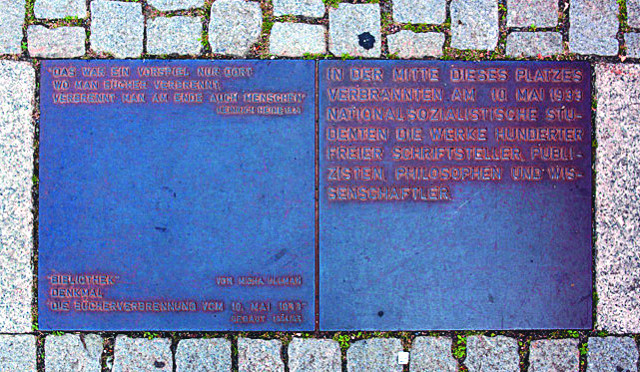 "DAS WAR EIN VORSPIEL NUR, DORT
WO MAN BÜCHER VERBRENNT,
VERBRENNT MAN AM ENDE AUCH MENSCHEN"
HEINRICH HEINE 1820
"BIBLIOTHEK" VON MICHA ULLMAN
DENKMAL
"DIE BÜCHERVERBRENNUNG VOM 10. MAI 1933"
GEBAUT
IN DER MITTE DIESES PLATZES
VERBRANNTEN AM 10. MAI 1933
NATIONALSOZIALISTISCHE STU-
DENTEN DIE WERKE HUNDERTER
FREIER SCHRIFTSTELLER, PUBLI-
ZISTEN, PHILOSOPHEN UND WIS-
SENSCHAFTLER.